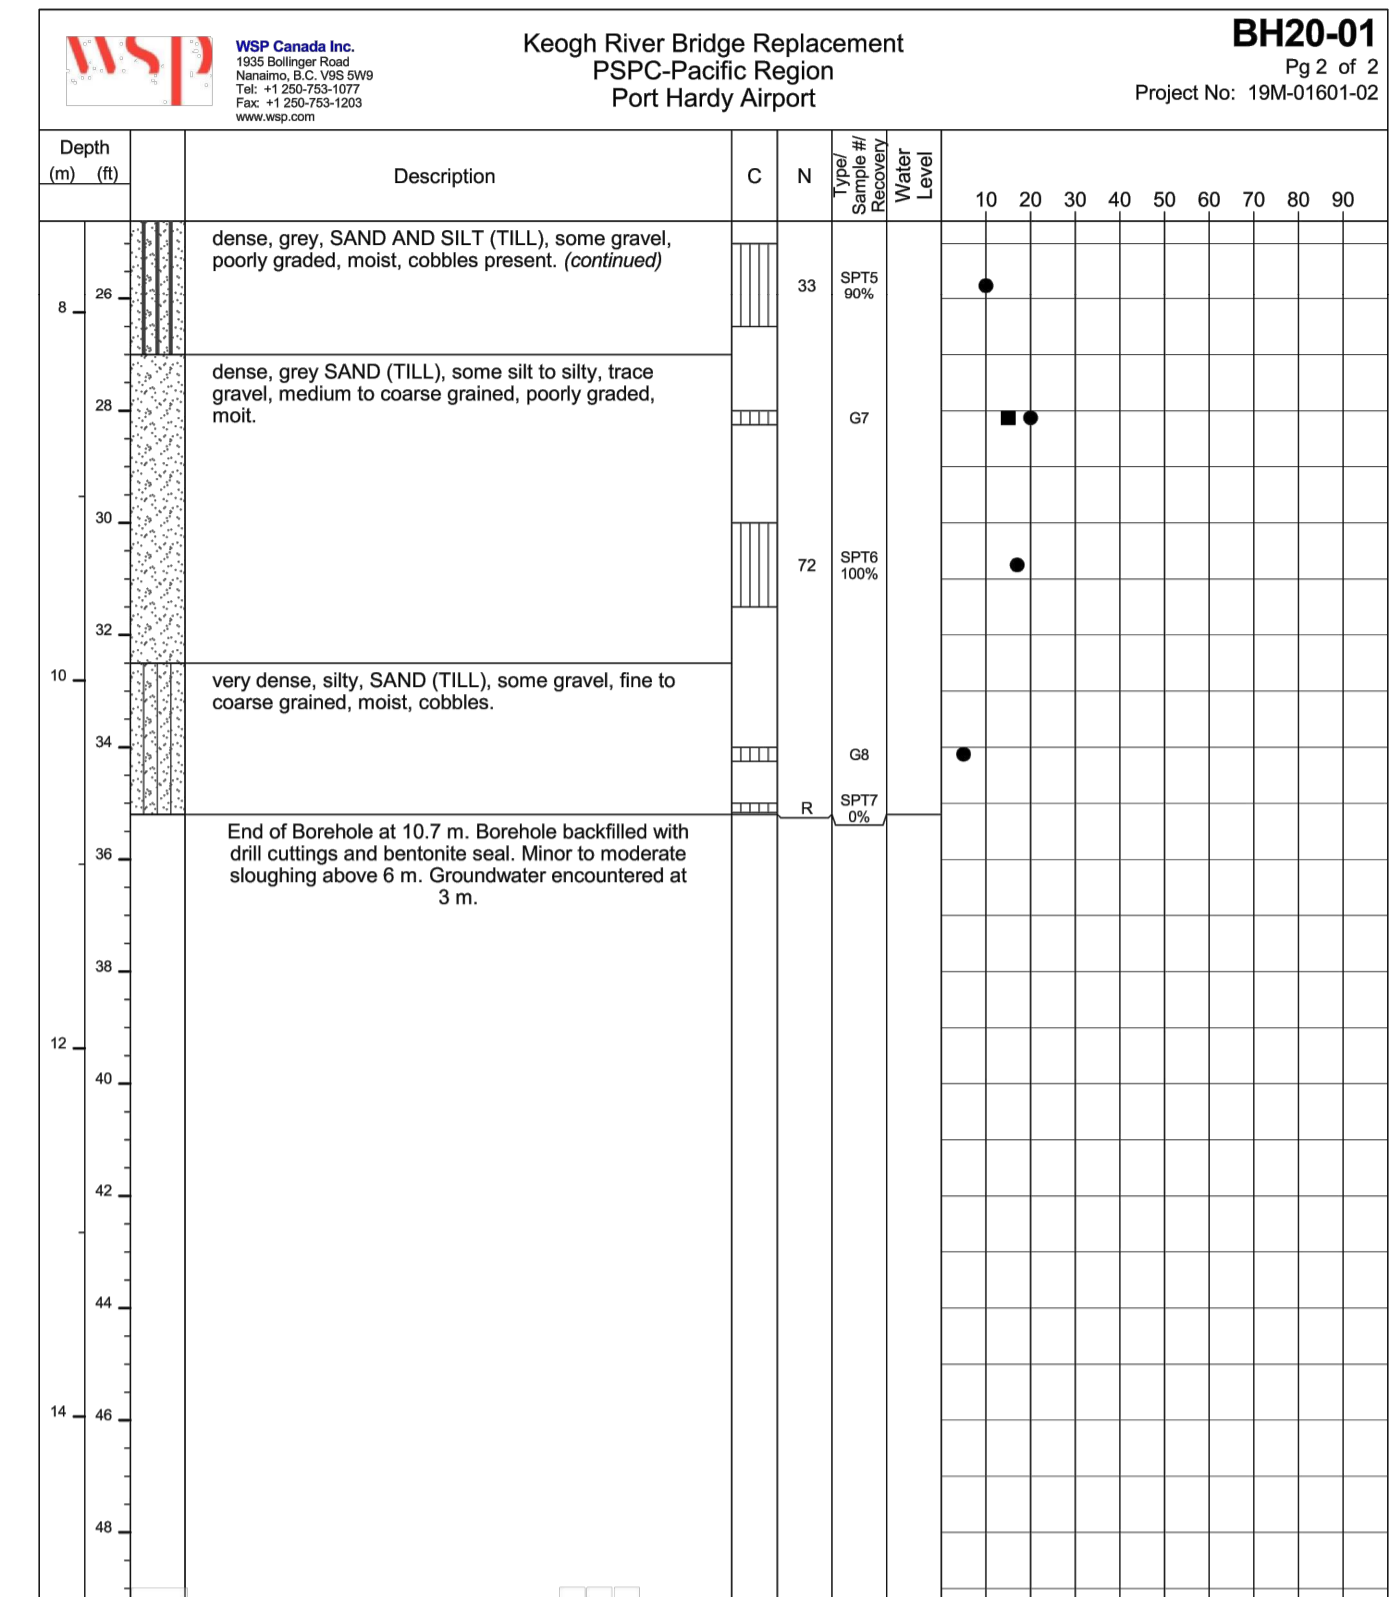 wsp
WSP Canada Inc.
1935 Bollinger Road
Nanaimo, B.C. V9S 5W9
Tel: +1 250-753-1077
Fax: +1 250-753-1203
www.wsp.com
Keogh River Bridge Replacement
PSPC-Pacific Region
Port Hardy Airport
BH20-01
Pg 2 of 2
Project No: 19M-01601-02
Depth
(m) (ft)
Description
C
N
Type/
Sample #/
Recovery
Water
Level
10 20 30 40 50 60 70 80 90
dense, grey, SAND AND SILT (TILL), some gravel,
poorly graded, moist, cobbles present. (continued)
33
SPT5
90%
8
26
dense, grey SAND (TILL), some silt to silty, trace
gravel, medium to coarse grained, poorly graded,
moit.
28
G7
30
72
SPT6
100%
32
10
very dense, silty, SAND (TILL), some gravel, fine to
coarse grained, moist, cobbles.
34
G8
R
SPT7
0%
End of Borehole at 10.7 m. Borehole backfilled with
drill cuttings and bentonite seal. Minor to moderate
sloughing above 6 m. Groundwater encountered at
3 m.
36
38
12
40
42
44
14
46
48